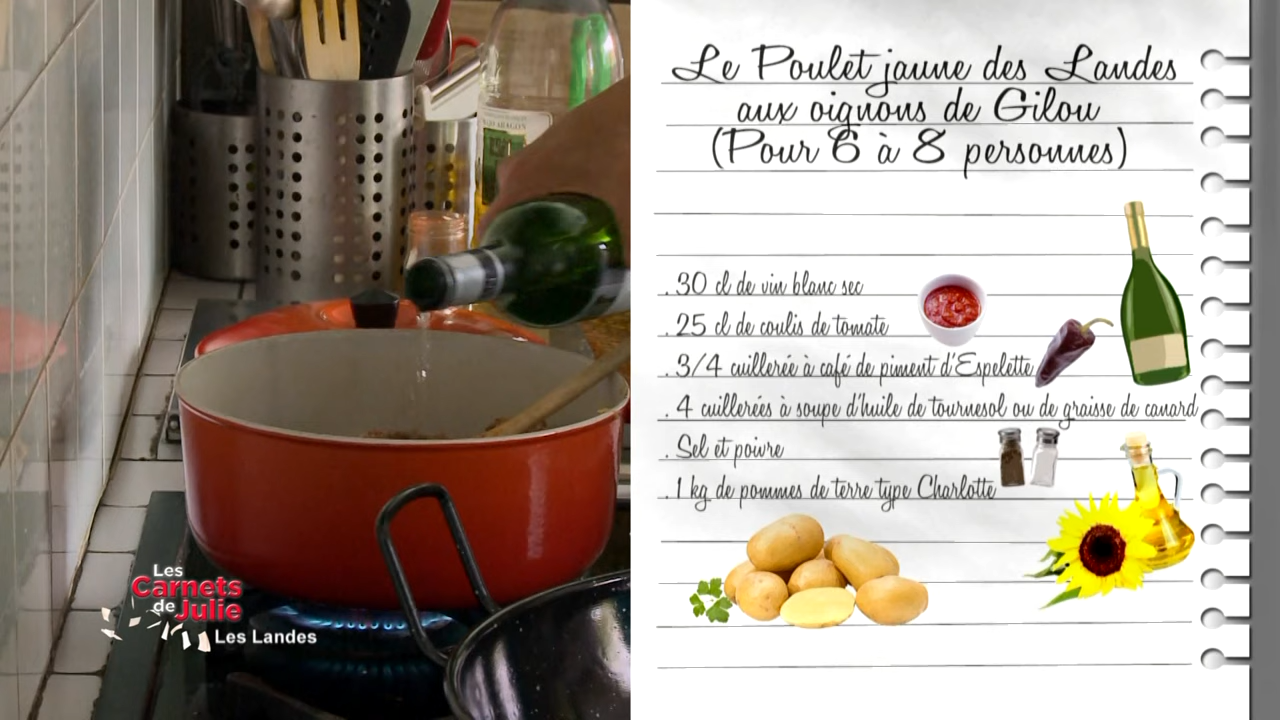 Le Poulet jaune des Landes
aux oignons de Gilou
(Pour 6 à 8 personnes)
. 30 cl de vin blanc sec
. 25 cl de coulis de tomate
. 3/4 cuillerée à café de piment d'Espelette
. 4 cuillerées à soupe d'huile de tournesol ou de graisse de canard
. Sel et poivre
. 1 kg de pommes de terre type Charlotte
Les
Carnets
de Julie
Les Landes